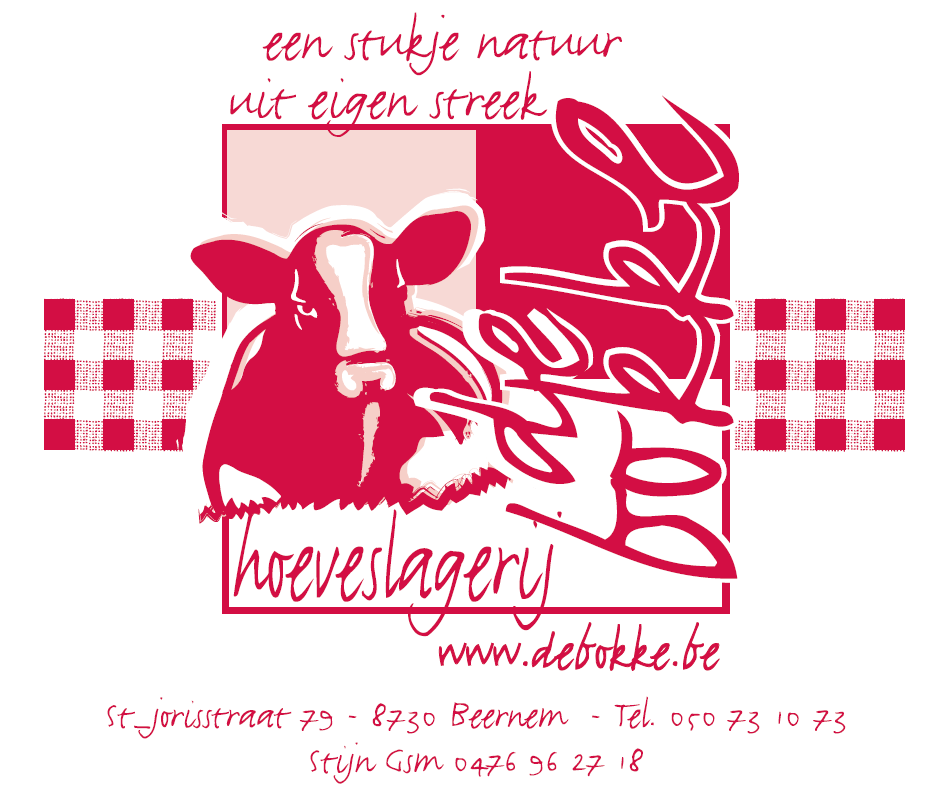 een stukje natuur
uit eigen streek
de bokke
hoeveslagerij
www.debokke.be
St_jorisstraat 79 - 8730 Beernem - Tel. 050 73 10 73
Stijn Gsm 0476 96 27 18